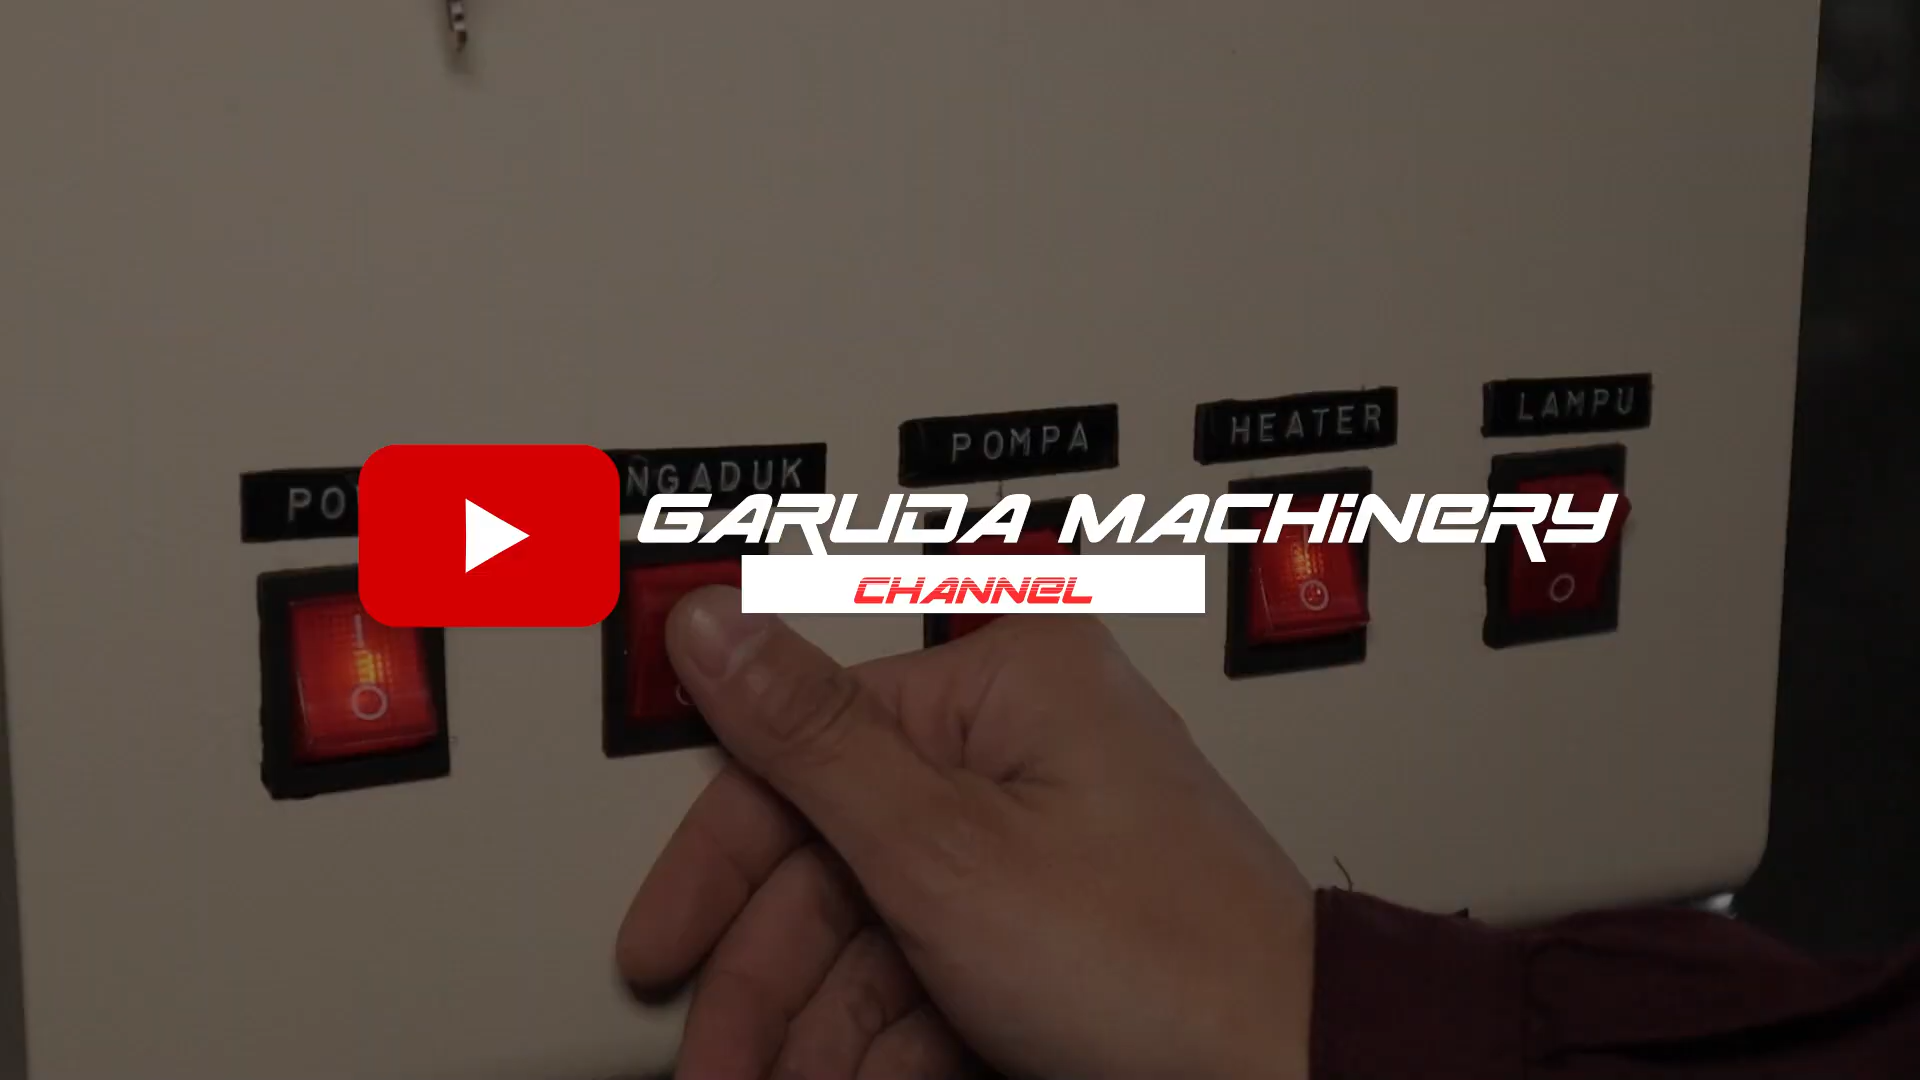 POMPA
HEATER
LAMPU
GARUDA MACHINERY
CHANNEL